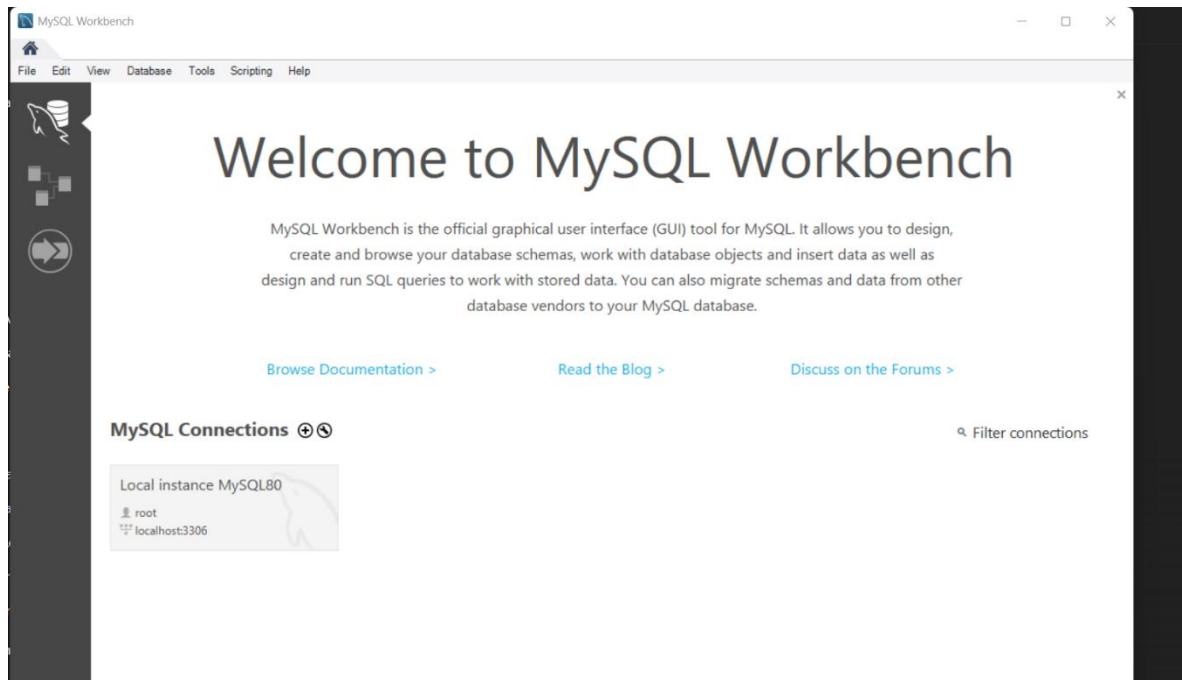 MySQL Workbench
File Edit View Database Tools Scripting Help
Welcome to MySQL Workbench
MySQL Workbench is the official graphical user interface (GUI) tool for MySQL. It allows you to design,
create and browse your database schemas, work with database objects and insert data as well as
design and run SQL queries to work with stored data. You can also migrate schemas and data from other
database vendors to your MySQL database.
Browse Documentation > Read the Blog > Discuss on the Forums >
MySQL Connections Filter connections
Local instance MySQL80
root
localhost:3306